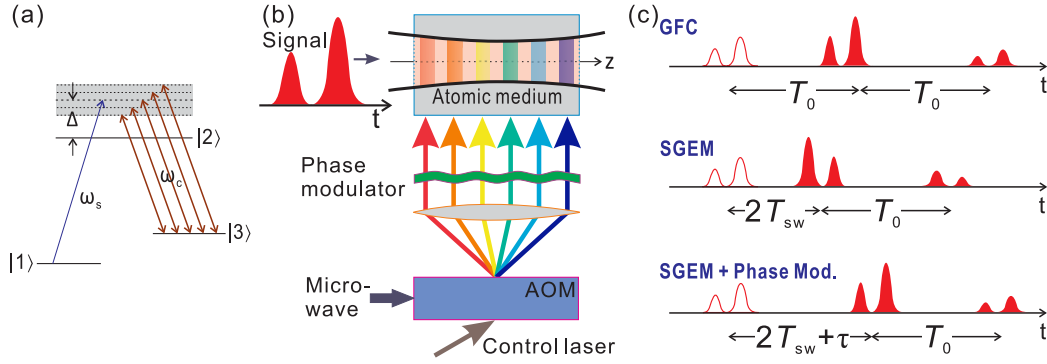 (a)
Δ
|2⟩
ω_s
ω_c
|3⟩
|1⟩
(b)
Signal
t
z
Atomic medium
Phase
modulator
AOM
Micro-
wave
Control laser
(c)
GFC
t
T_0
T_0
SGEM
t
2T_sw
T_0
SGEM + Phase Mod.
t
2T_sw+τ
T_0